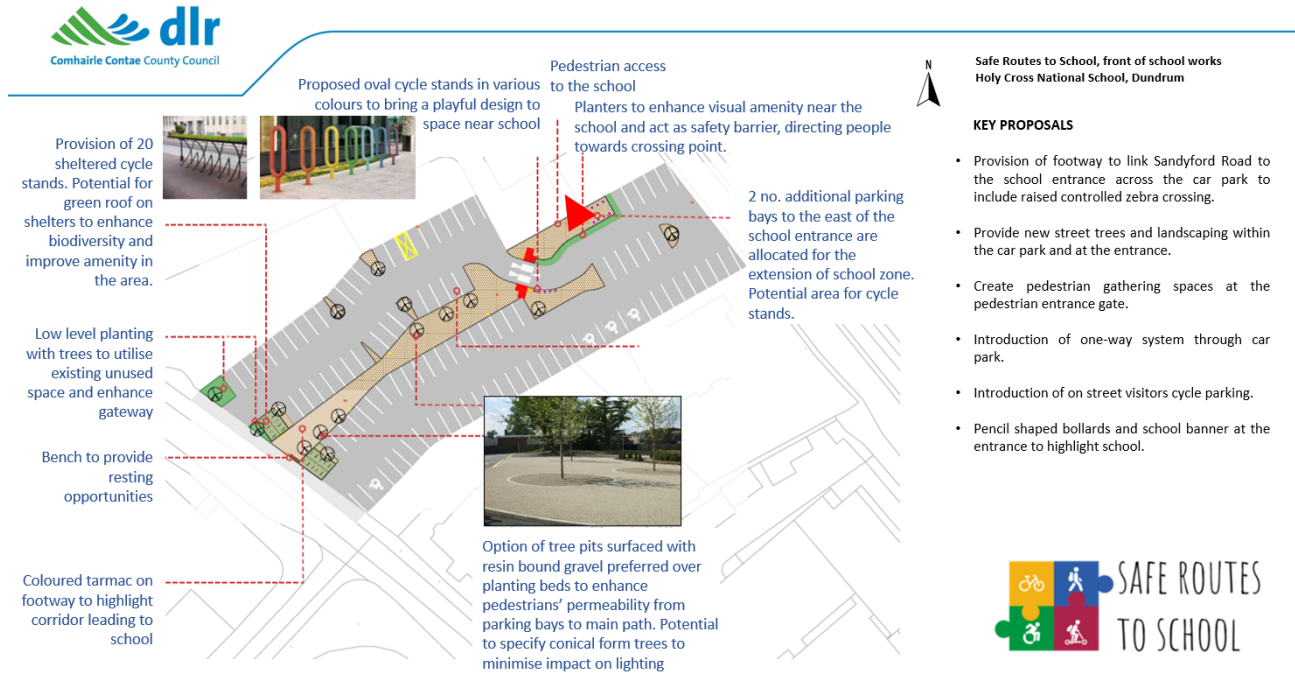 dlr
Comhairle Contae County Council
Proposed oval cycle stands in various
colours to bring a playful design to
space near school
Pedestrian access
to the school
Planters to enhance visual amenity near the
school and act as safety barrier, directing people
towards crossing point.
Provision of 20
sheltered cycle
stands. Potential for
green roof on
shelters to enhance
biodiversity and
improve amenity in
the area.
2 no. additional parking
bays to the east of the
school entrance are
allocated for the
extension of school zone.
Potential area for cycle
stands.
Low level planting
with trees to utilise
existing unused
space and enhance
gateway
Bench to provide
resting
opportunities
Coloured tarmac on
footway to highlight
corridor leading to
school
Option of tree pits surfaced with
resin bound gravel preferred over
planting beds to enhance
pedestrians’ permeability from
parking bays to main path. Potential
to specify conical form trees to
minimise impact on lighting
N
Safe Routes to School, front of school works
Holy Cross National School, Dundrum
KEY PROPOSALS
• Provision of footway to link Sandyford Road to
the school entrance across the car park to
include raised controlled zebra crossing.
• Provide new street trees and landscaping within
the car park and at the entrance.
• Create pedestrian gathering spaces at the
pedestrian entrance gate.
• Introduction of one-way system through car
park.
• Introduction of on street visitors cycle parking.
• Pencil shaped bollards and school banner at the
entrance to highlight school.
SAFE ROUTES
TO SCHOOL